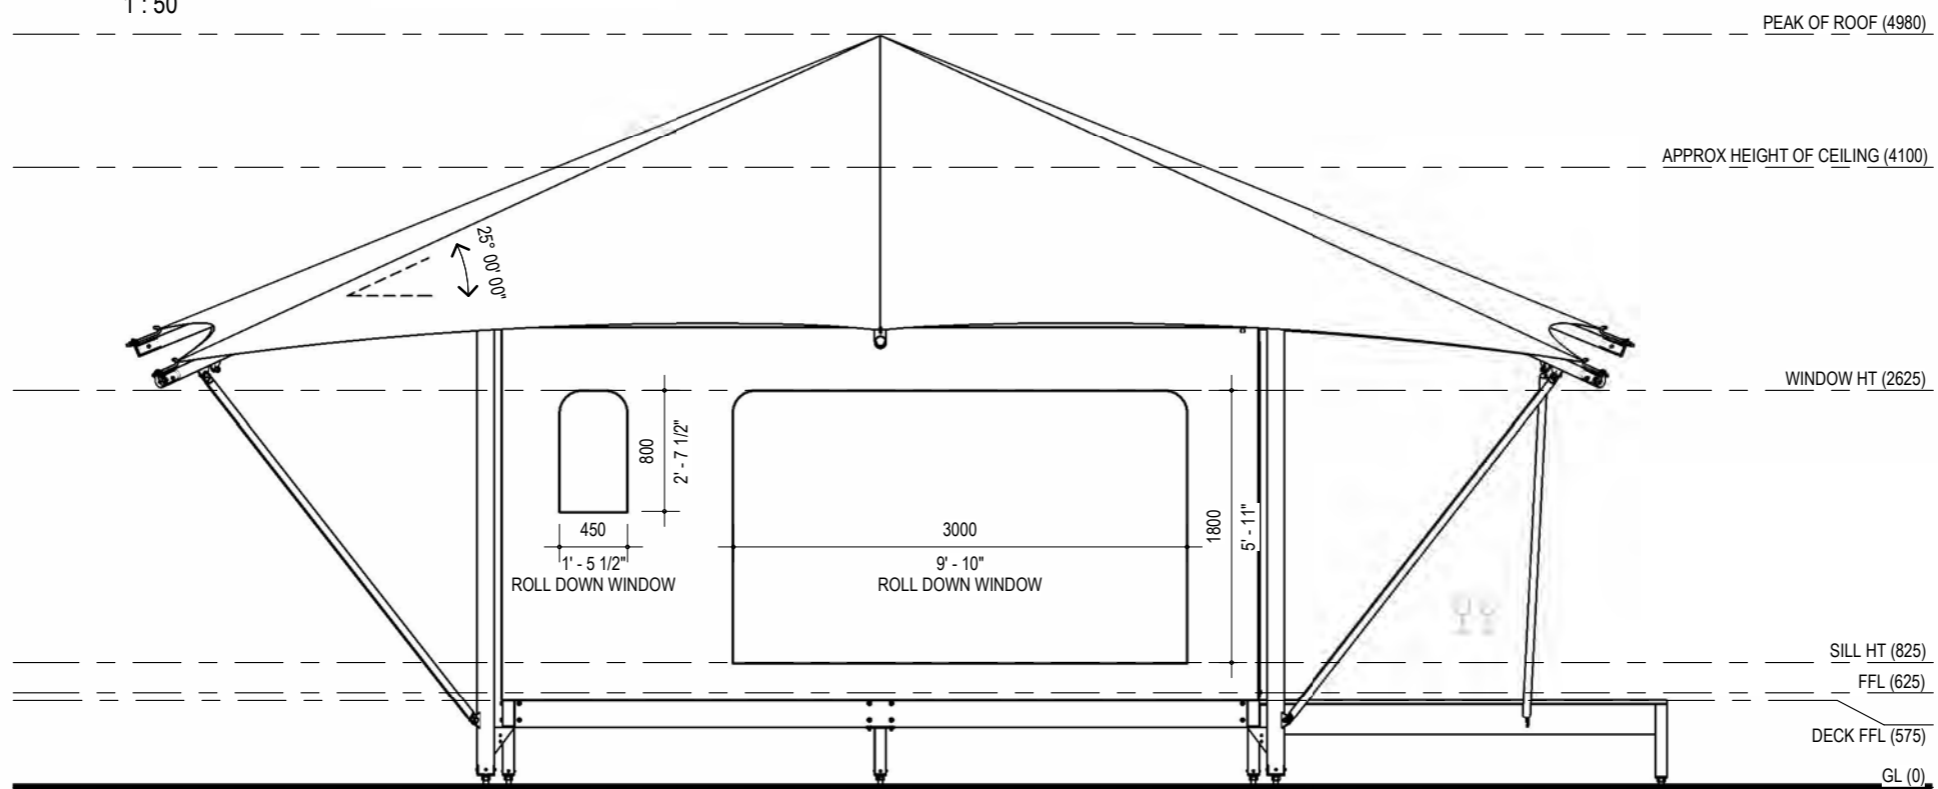 1 : 50
PEAK OF ROOF (4980)
APPROX HEIGHT OF CEILING (4100)
25° 00' 00"
WINDOW HT (2625)
800
2' - 7 1/2"
450
1' - 5 1/2"
ROLL DOWN WINDOW
3000
9' - 10"
ROLL DOWN WINDOW
1800
5' - 11"
SILL HT (825)
FFL (625)
DECK FFL (575)
GL (0)